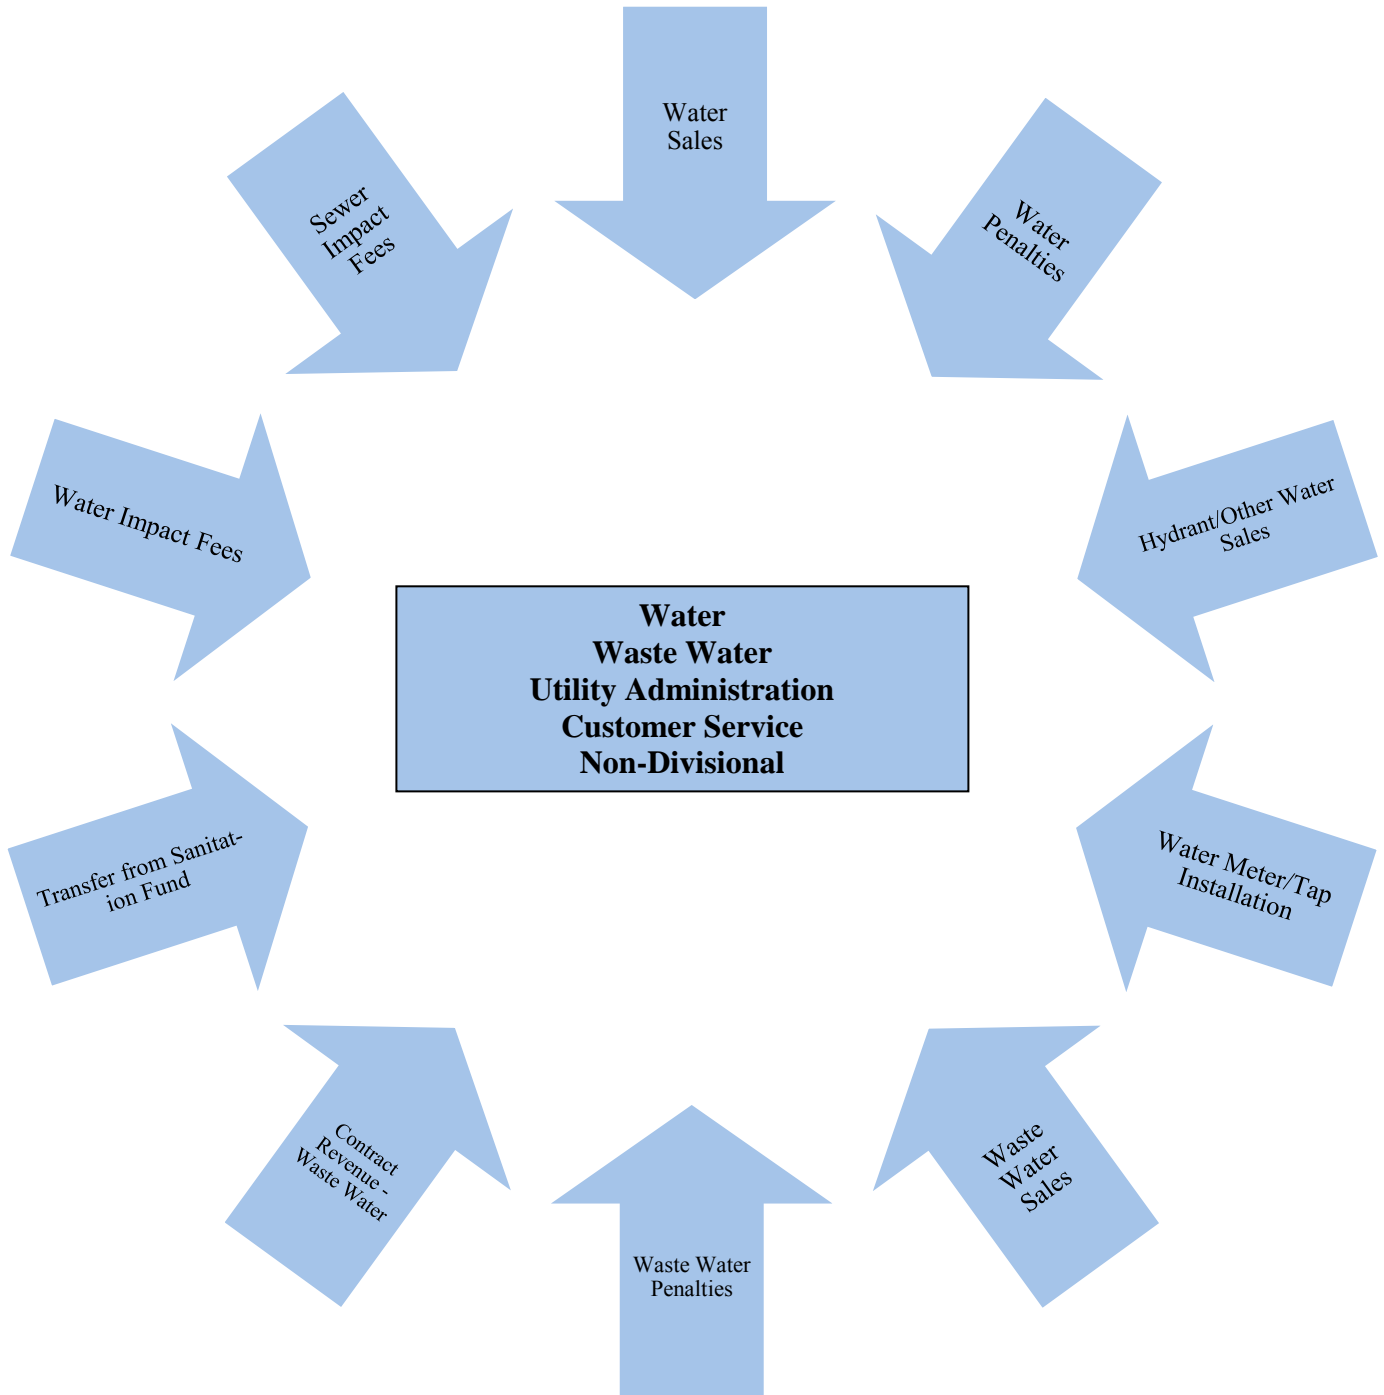 Water
Sales
Sewer
Impact
Fees
Water
Penalties
Water Impact Fees
Hydrant/Other Water
Sales
Water
Waste Water
Utility Administration
Customer Service
Non-Divisional
Transfer from Sanitat-
ion Fund
Water Meter/Tap
Installation
Contract
Revenue -
Waste Water
Waste
Water
Sales
Waste Water
Penalties